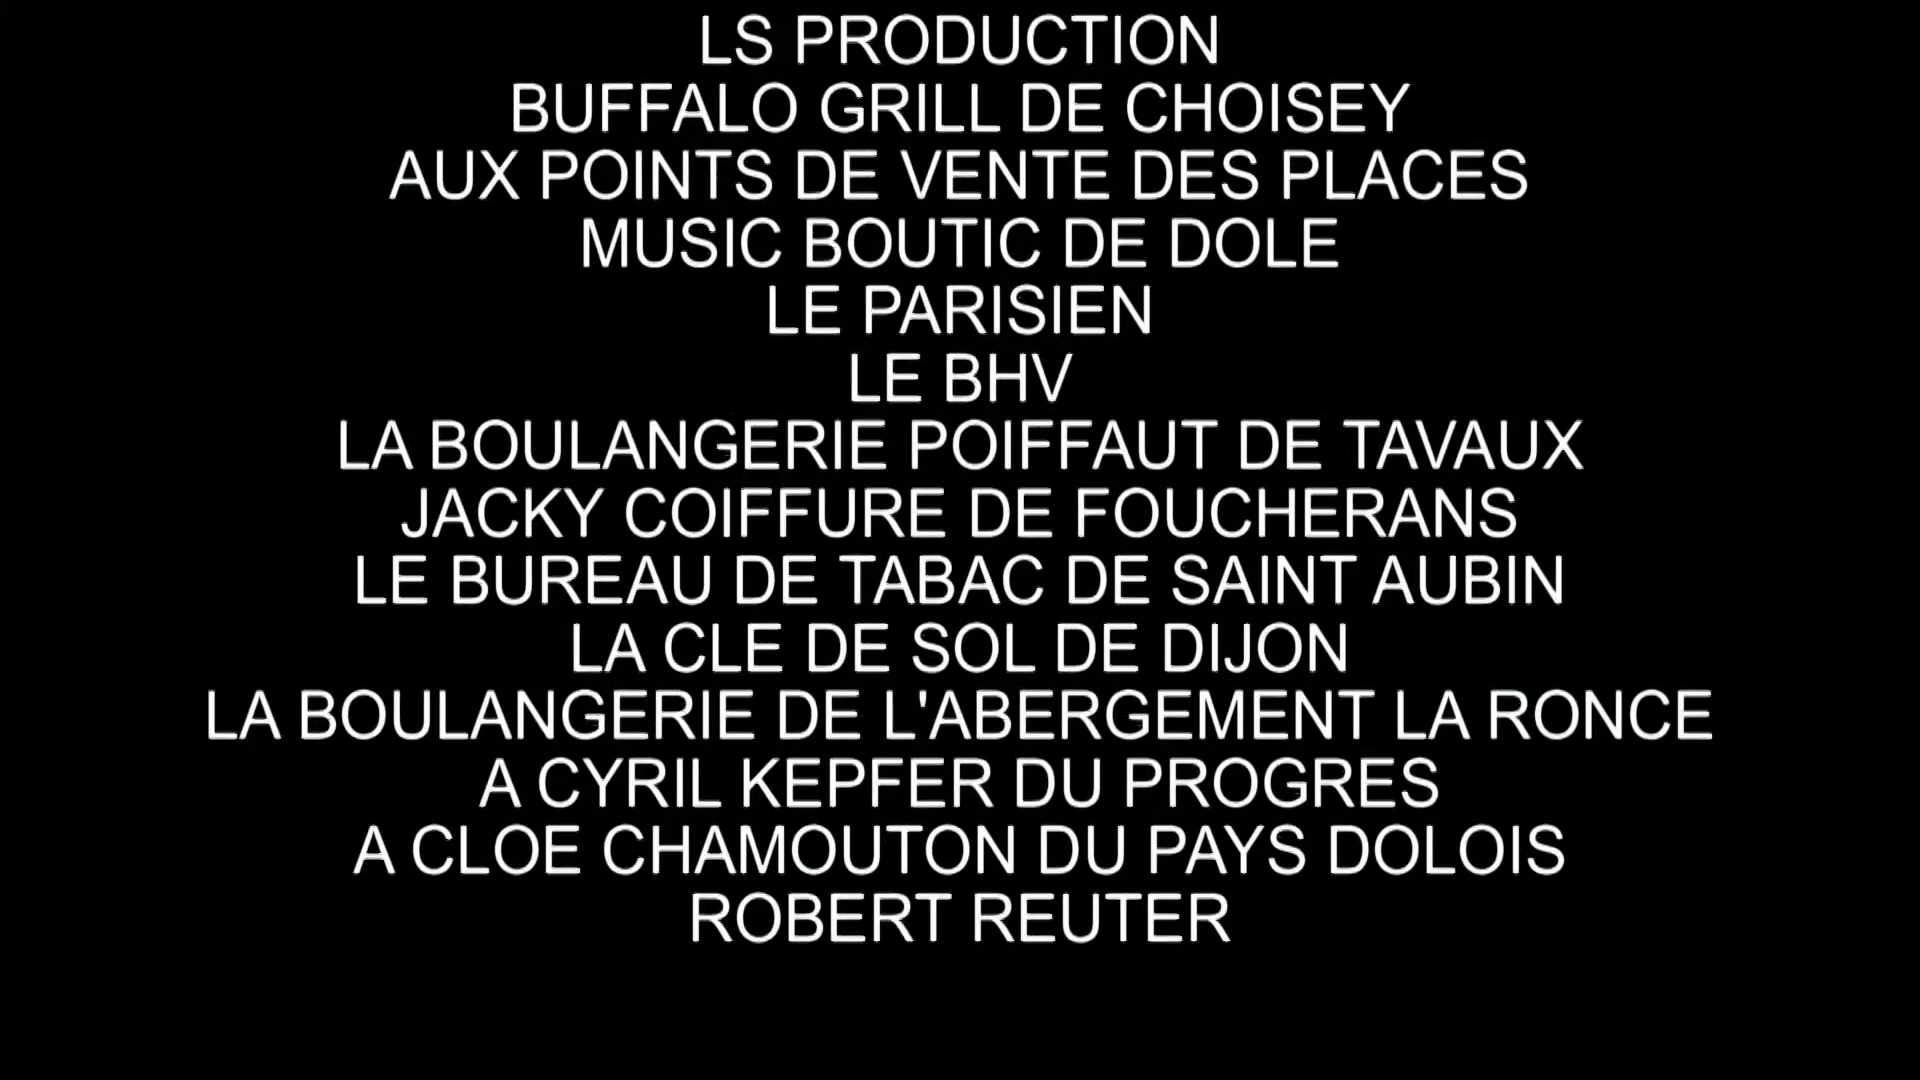 LS PRODUCTION
BUFFALO GRILL DE CHOISEY
AUX POINTS DE VENTE DES PLACES
MUSIC BOUTIC DE DOLE
LE PARISIEN
LE BHV
LA BOULANGERIE POIFFAUT DE TAVAUX
JACKY COIFFURE DE FOUCHERANS
LE BUREAU DE TABAC DE SAINT AUBIN
LA CLE DE SOL DE DIJON
LA BOULANGERIE DE L'ABERGEMENT LA RONCE
A CYRIL KEPFER DU PROGRES
A CLOE CHAMOUTON DU PAYS DOLOIS
ROBERT REUTER